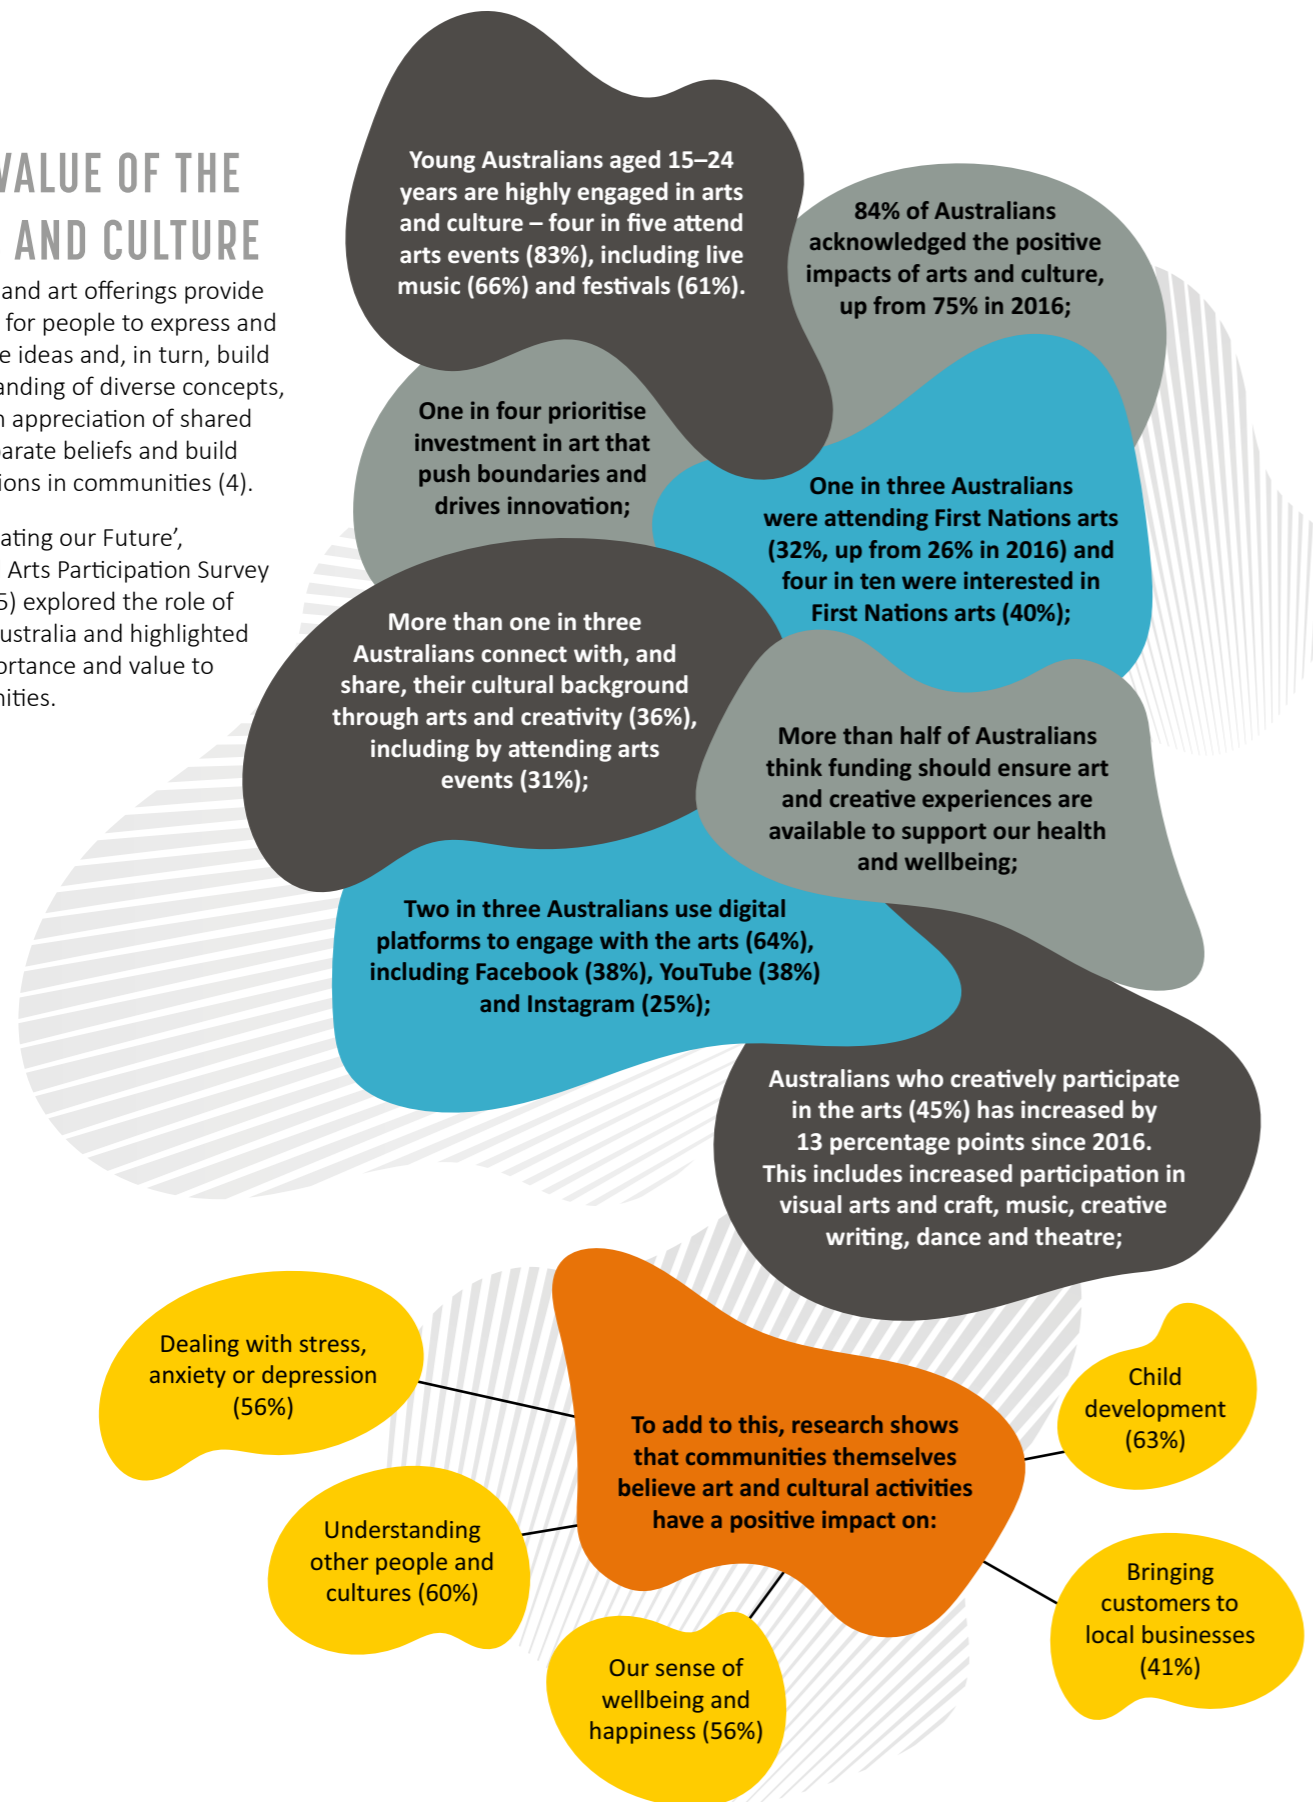 VALUE OF THE
AND CULTURE
and art offerings provide
for people to express and
e ideas and, in turn, build
anding of diverse concepts,
n appreciation of shared
parate beliefs and build
tions in communities (4).
ating our Future’,
Arts Participation Survey
5) explored the role of
ustralia and highlighted
portance and value to
nities.
Young Australians aged 15–24
years are highly engaged in arts
and culture – four in five attend
arts events (83%), including live
music (66%) and festivals (61%).
84% of Australians
acknowledged the positive
impacts of arts and culture,
up from 75% in 2016;
One in four prioritise
investment in art that
push boundaries and
drives innovation;
One in three Australians
were attending First Nations arts
(32%, up from 26% in 2016) and
four in ten were interested in
First Nations arts (40%);
More than one in three
Australians connect with, and
share, their cultural background
through arts and creativity (36%),
including by attending arts
events (31%);
More than half of Australians
think funding should ensure art
and creative experiences are
available to support our health
and wellbeing;
Two in three Australians use digital
platforms to engage with the arts (64%),
including Facebook (38%), YouTube (38%)
and Instagram (25%);
Australians who creatively participate
in the arts (45%) has increased by
13 percentage points since 2016.
This includes increased participation in
visual arts and craft, music, creative
writing, dance and theatre;
To add to this, research shows
that communities themselves
believe art and cultural activities
have a positive impact on:
Dealing with stress,
anxiety or depression
(56%)
Understanding
other people and
cultures (60%)
Our sense of
wellbeing and
happiness (56%)
Child
development
(63%)
Bringing
customers to
local businesses
(41%)